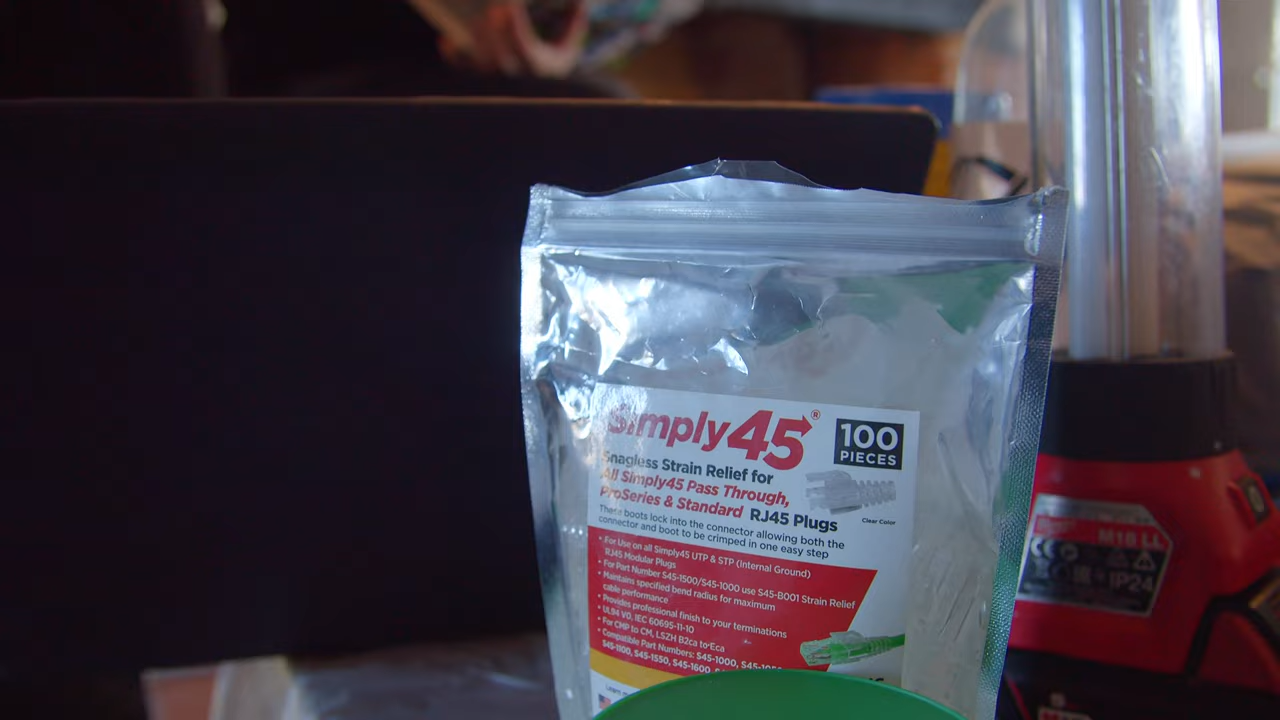 Simply45®
100
PIECES
Snagless Strain Relief for
All Simply45 Pass Through,
ProSeries & Standard RJ45 Plugs
Clear Color
These boots lock into the connector allowing both the
connector and boot to be crimped in one easy step
• For Use on all Simply45 UTP & STP (Internal Ground)
RJ45 Modular Plugs
• For Part Number S45-1500/S45-1000 use S45-B001 Strain Relief
• Maintains specified bend radius for maximum
cable performance
• Provides professional finish to your terminations
• UL94 V0, IEC 60695-11-10
• For CMP to CM, LSZH B2ca to Eca
• Compatible Part Numbers: S45-1000,
S45-1100, S45-1550, S45-1600,
Learn
M18 LL
IP24